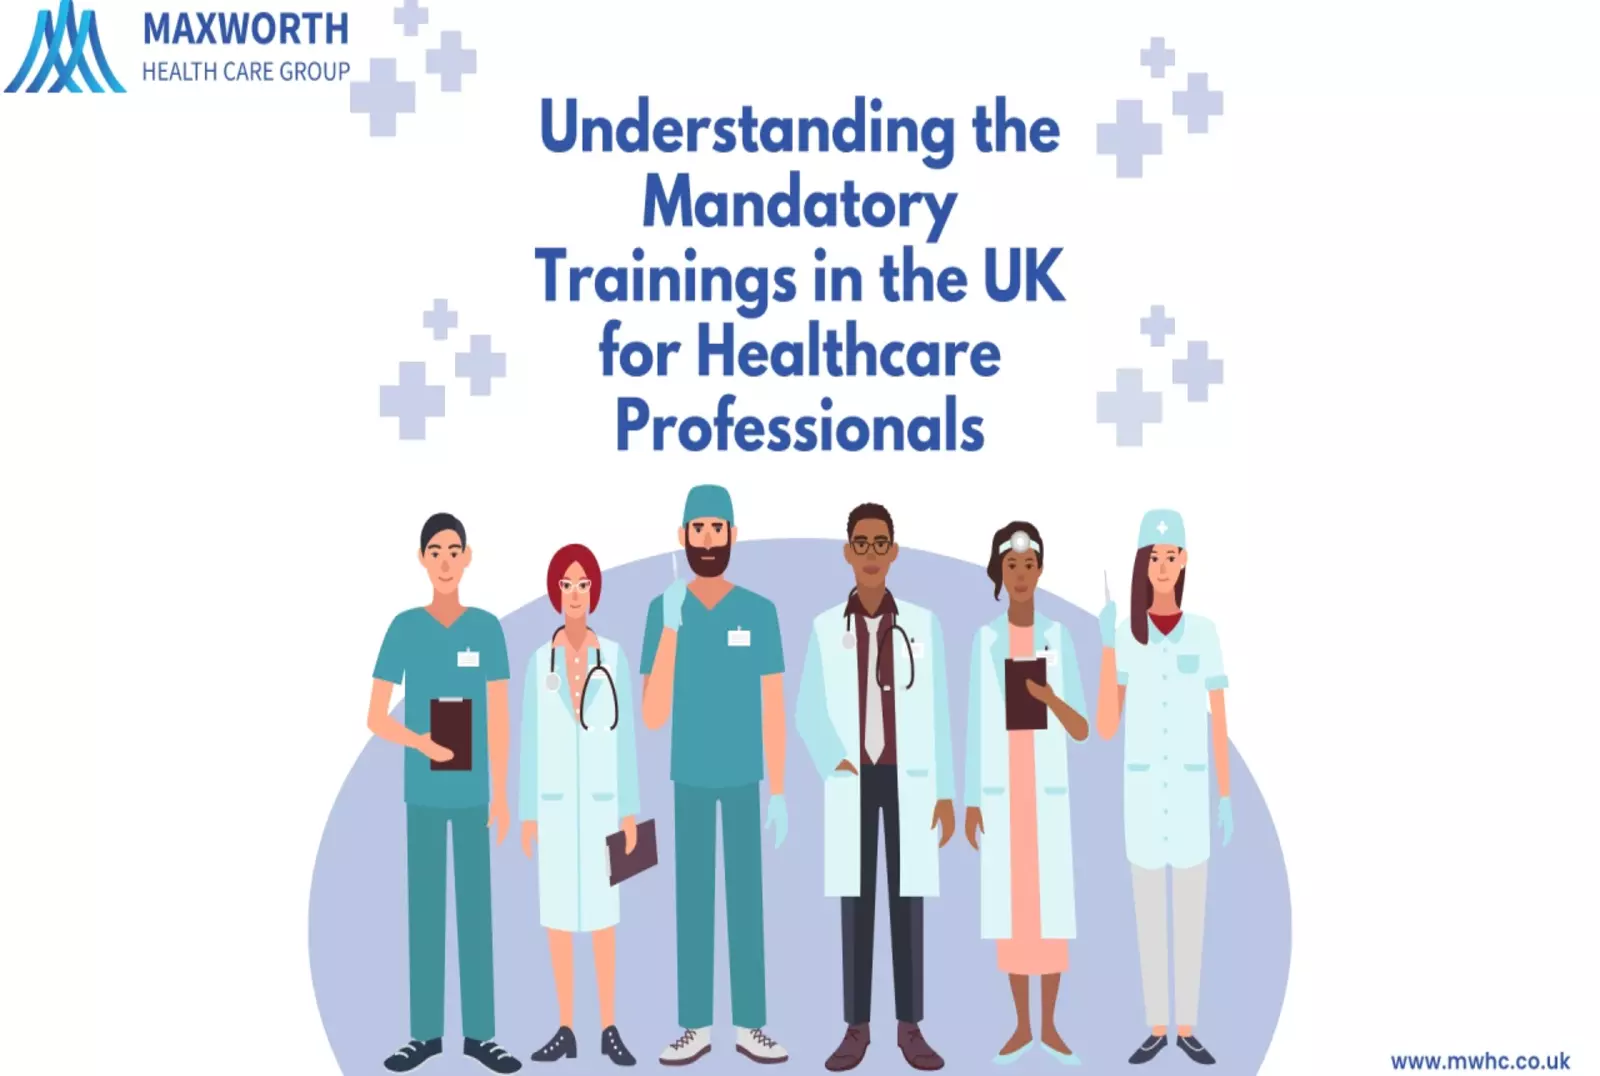 MAXWORTH
HEALTH CARE GROUP
Understanding the
Mandatory
Trainings in the UK
for Healthcare
Professionals
www.mwhc.co.uk